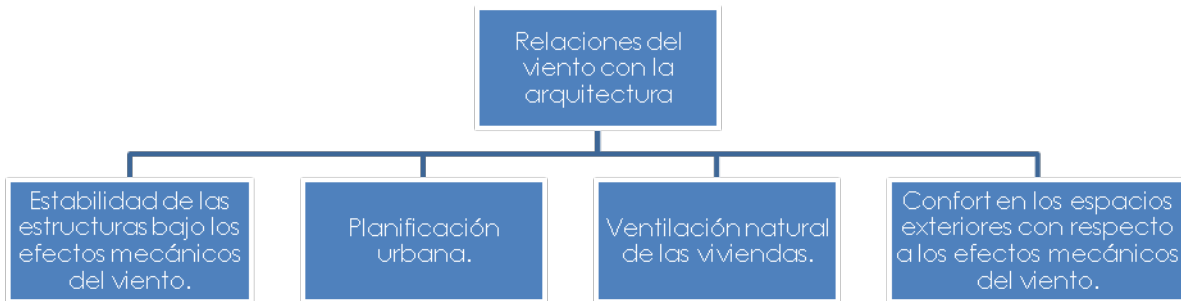 Relaciones del
viento con la
arquitectura
Estabilidad de las
estructuras bajo los
efectos mecánicos
del viento.
Planificación
urbana.
Ventilación natural
de las viviendas.
Confort en los espacios
exteriores con respecto
a los efectos mecánicos
del viento.